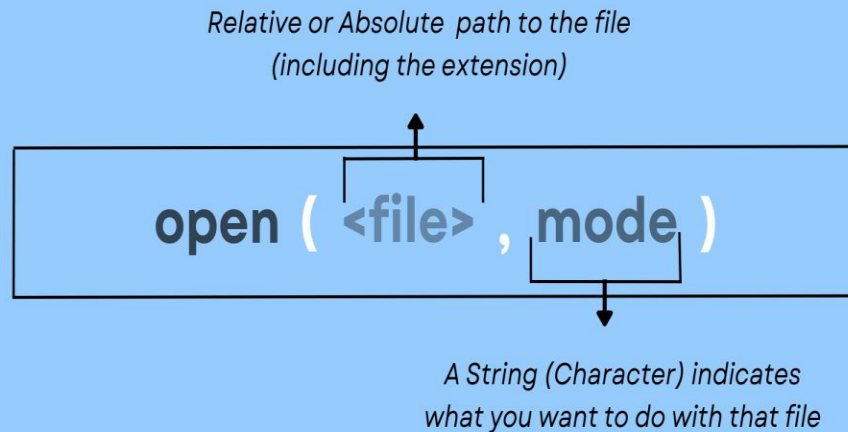 Relative or Absolute path to the file
(including the extension)
open ( <file> , mode )
A String (Character) indicates
what you want to do with that file